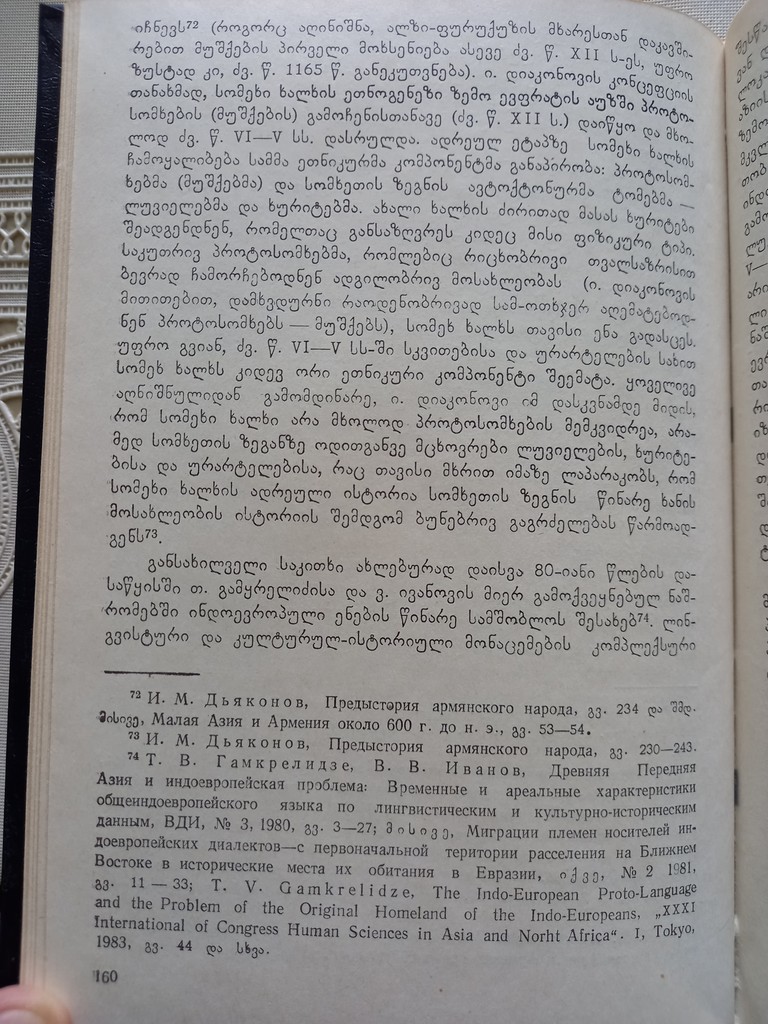 იჩნევს⁷² (როგორც აღინიშნა, ალზი-ფურუქუზის მხარესთან დაკავში-
რებით მუშქების პირველი მოხსენიება ასევე ძვ. წ. XII ს-ეს, უფრო
ზუსტად კი, ძვ. წ. 1165 წ. განეკუთვნება). ი. დიაკონოვის კონცეფციის
თანახმად, სომეხი ხალხის ეთნოგენეზი ზემო ევფრატის აუზში პროტო-
სომხების (მუშქების) გამოჩენისთანავე (ძვ. წ. XII ს.) დაიწყო და მხო-
ლოდ ძვ. წ. VI—V სს. დასრულდა. ადრეულ ეტაპზე სომეხი ხალხის
ჩამოყალიბება სამმა ეთნიკურმა კომპონენტმა განაპირობა: პროტოსომ-
ხებმა (მუშქებმა) და სომხეთის ზეგნის ავტოქტონურმა ტომებმა —
ლუვიელებმა და ხურიტებმა. ახალი ხალხის ძირითად მასას ხურიტები
შეადგენდნენ, რომელთაც განსაზღვრეს კიდეც მისი ფიზიკური ტიპი.
საკუთრივ პროტოსომხებმა, რომლებიც რიცხობრივი თვალსაზრისით
ბევრად ჩამორჩებოდნენ ადგილობრივ მოსახლეობას (ი. დიაკონოვის
მითითებით, დამხვდურნი რაოდენობრივად სამ-ოთხჯერ აღემატებოდ-
ნენ პროტოსომხებს — მუშქებს), სომეხ ხალხს თავისი ენა გადასცეს.
უფრო გვიან, ძვ. წ. VI—V სს-ში სკვითებისა და ურარტელების სახით
სომეხ ხალხს კიდევ ორი ეთნიკური კომპონენტი შეემატა. ყოველივე
აღნიშნულიდან გამომდინარე, ი. დიაკონოვი იმ დასკვნამდე მიდის,
რომ სომეხი ხალხი არა მხოლოდ პროტოსომხების მემკვიდრეა, არა-
მედ სომხეთის ზეგანზე ოდითგანვე მცხოვრები ლუვიელების, ხურიტე-
ბისა და ურარტელებისა, რაც თავისი მხრით იმაზე ლაპარაკობს, რომ
სომეხი ხალხის ადრეული ისტორია სომხეთის ზეგნის წინარე ხანის
მოსახლეობის ისტორიის შემდგომ ბუნებრივ გაგრძელებას წარმოად-
გენს⁷³.
განსახილველი საკითხი ახლებურად დაისვა 80-იანი წლების და-
საწყისში თ. გამყრელიძისა და ვ. ივანოვის მიერ გამოქვეყნებულ ნაშ-
რომებში ინდოევროპული ენების წინარე სამშობლოს შესახებ⁷⁴. ლინ-
გვისტური და კულტურულ-ისტორიული მონაცემების კომპლექსური
⁷² И. М. Дьяконов, Предыстория армянского народа, გვ. 234 და შმდ.
მისივე, Малая Азия и Армения около 600 г. до н. э., გვ. 53—54.
⁷³ И. М. Дьяконов, Предыстория армянского народа, გვ. 230—243.
⁷⁴ Т. В. Гамкрелидзе, В. В. Иванов, Древняя Передняя
Азия и индоевропейская проблема: Временные и ареальные характеристики
общеиндоевропейского языка по лингвистическим и культурно-историческим
данным, ВДИ, № 3, 1980, გვ. 3—27; მისივე, Миграции племен носителей ин-
доевропейских диалектов—с первоначальной територии расселения на Ближнем
Востоке в исторические места их обитания в Евразии, იქვე, № 2 1981,
გვ. 11 — 33; T. V. Gamkrelidze, The Indo-European Proto-Language
and the Problem of the Original Homeland of the Indo-Europeans, „XXXI
International of Congress Human Sciences in Asia and Norht Africa“. I, Tokyo,
1983, გვ. 44 და სხვა.
160